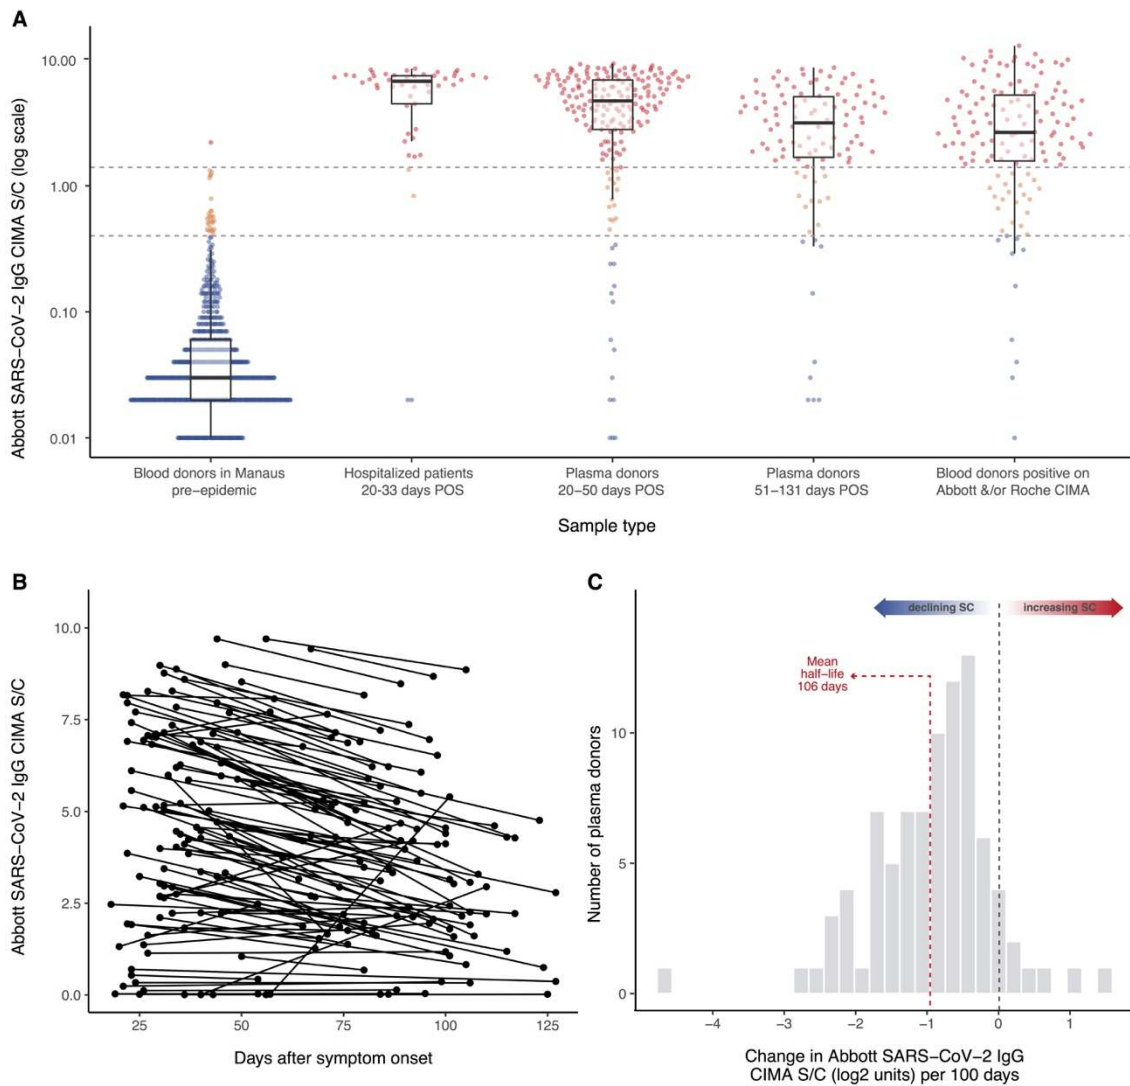 A
Abbott SARS−CoV−2 IgG CIMA S/C (log scale)
10.00
1.00
0.10
0.01
Blood donors in Manaus
pre−epidemic
Hospitalized patients
20-33 days POS
Plasma donors
20−50 days POS
Plasma donors
51−131 days POS
Blood donors positive on
Abbott &/or Roche CIMA
Sample type
B
Abbott SARS−CoV−2 IgG CIMA S/C
10.0
7.5
5.0
2.5
0.0
25
50
75
100
125
Days after symptom onset
C
declining SC
increasing SC
Mean
half−life
106 days
Number of plasma donors
10
5
0
−4
−3
−2
−1
0
1
Change in Abbott SARS−CoV−2 IgG
CIMA S/C (log2 units) per 100 days